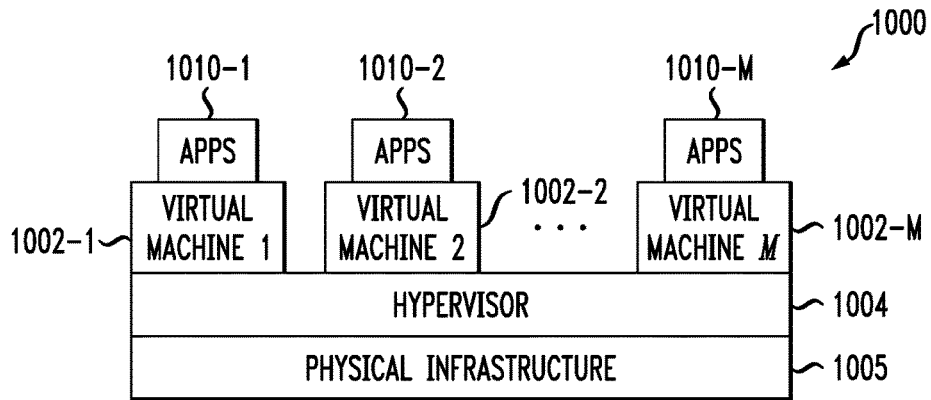 1000
1010-1 1010-2 1010-M
APPS APPS APPS
1002-1 VIRTUAL MACHINE 1
VIRTUAL MACHINE 2 1002-2
. . .
VIRTUAL MACHINE M 1002-M
HYPERVISOR 1004
PHYSICAL INFRASTRUCTURE 1005